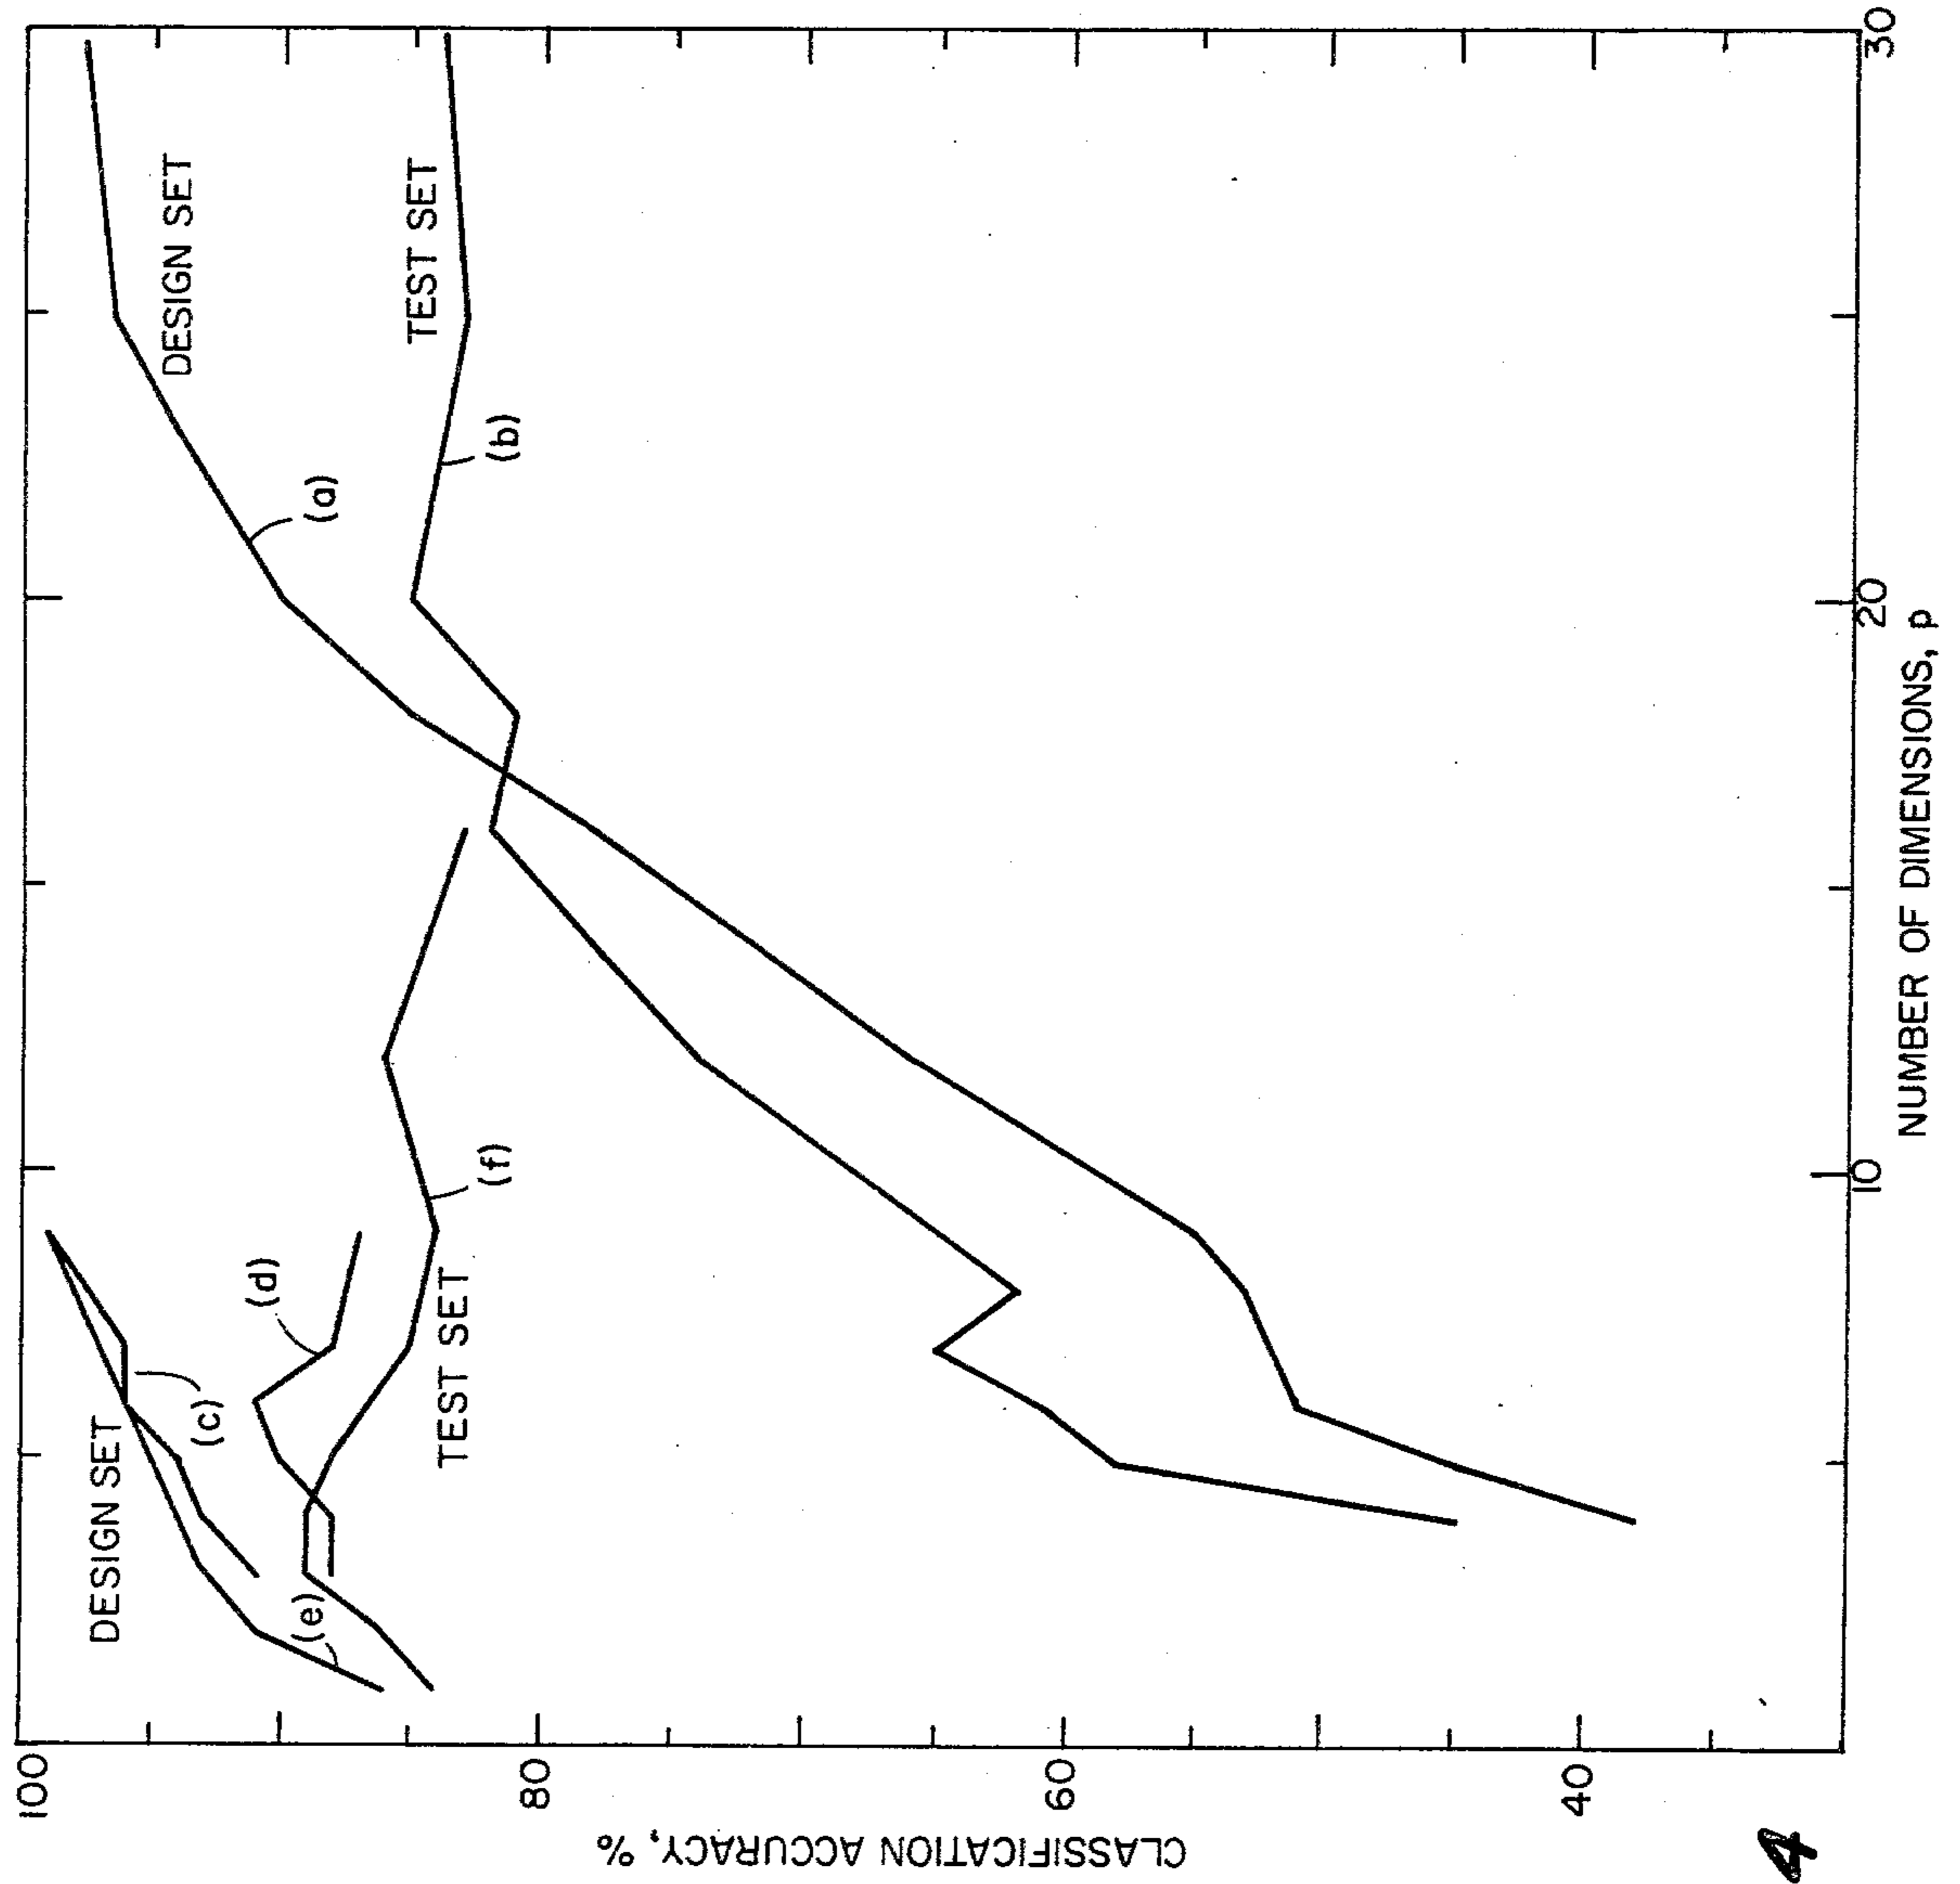 100
80
60
40
CLASSIFICATION ACCURACY, %
10
20
30
NUMBER OF DIMENSIONS, p
DESIGN SET
(c)
(e)
(d)
TEST SET
(f)
DESIGN SET
(a)
TEST SET
(b)
4